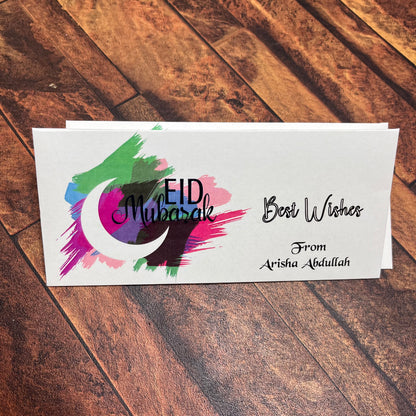 EID
Mubarak
Best Wishes
From
Arisha Abdullah